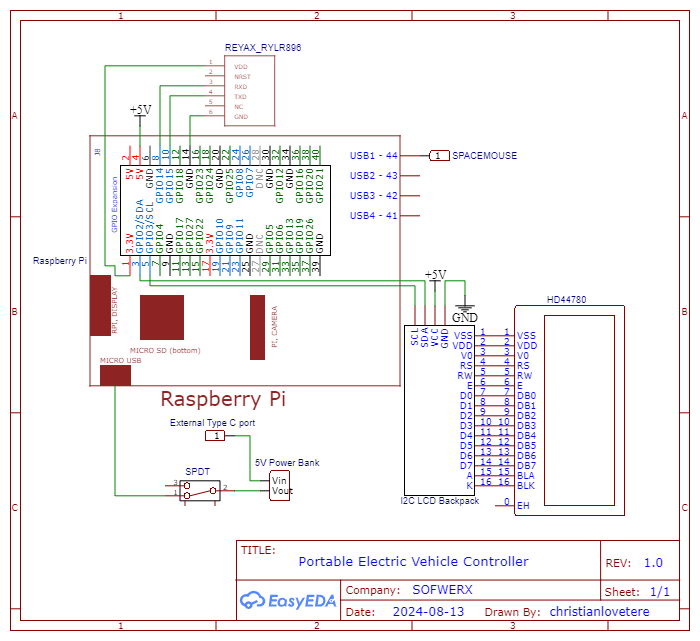 1 2 3
A
B
C
A
B
C
1 2 3
REYAX_RYLR896
1 VDD
2 NRST
3 RXD
4 TXD
5 NC
6 GND
+5V
J8
GPIO Expansion
2 4 6 8 10 12 14 16 18 20 22 24 26 28 30 32 34 36 38 40
5V 5V GND GPIO14 GPIO15 GPIO18 GND GPIO23 GPIO24 GND GPIO25 GPIO8 GPIO7 DNC GND GPIO12 GND GPIO16 GPIO20 GPIO21
3.3V GPIO2/SDA GPIO3/SCL GPIO4 GND GPIO17 GPIO27 GPIO22 3.3V GPIO10 GPIO9 GPIO11 GND DNC GPIO5 GPIO6 GPIO13 GPIO19 GPIO26 GND
1 3 5 7 9 11 13 15 17 19 21 23 25 27 29 31 33 35 37 39
USB1 - 44
USB2 - 43
USB3 - 42
USB4 - 41
1 SPACEMOUSE
Raspberry Pi
RPI_DISPLAY
MICRO SD (bottom)
PI_CAMERA
MICRO USB
Raspberry Pi
+5V
GND
SCL SDA VCC GND
VSS 1
VDD 2
V0 3
RS 4
RW 5
E 6
D0 7
D1 8
D2 9
D3 10
D4 11
D5 12
D6 13
D7 14
A 15
K 16
I2C LCD Backpack
HD44780
1 VSS
2 VDD
3 V0
4 RS
5 RW
6 E
7 DB0
8 DB1
9 DB2
10 DB3
11 DB4
12 DB5
13 DB6
14 DB7
15 BLA
16 BLK
0 EH
External Type C port
1
5V Power Bank
Vin
Vout
SPDT
3
1
2
TITLE:
Portable Electric Vehicle Controller
REV: 1.0
EasyEDA
Company: SOFWERX
Sheet: 1/1
Date: 2024-08-13 Drawn By: christianlovetere